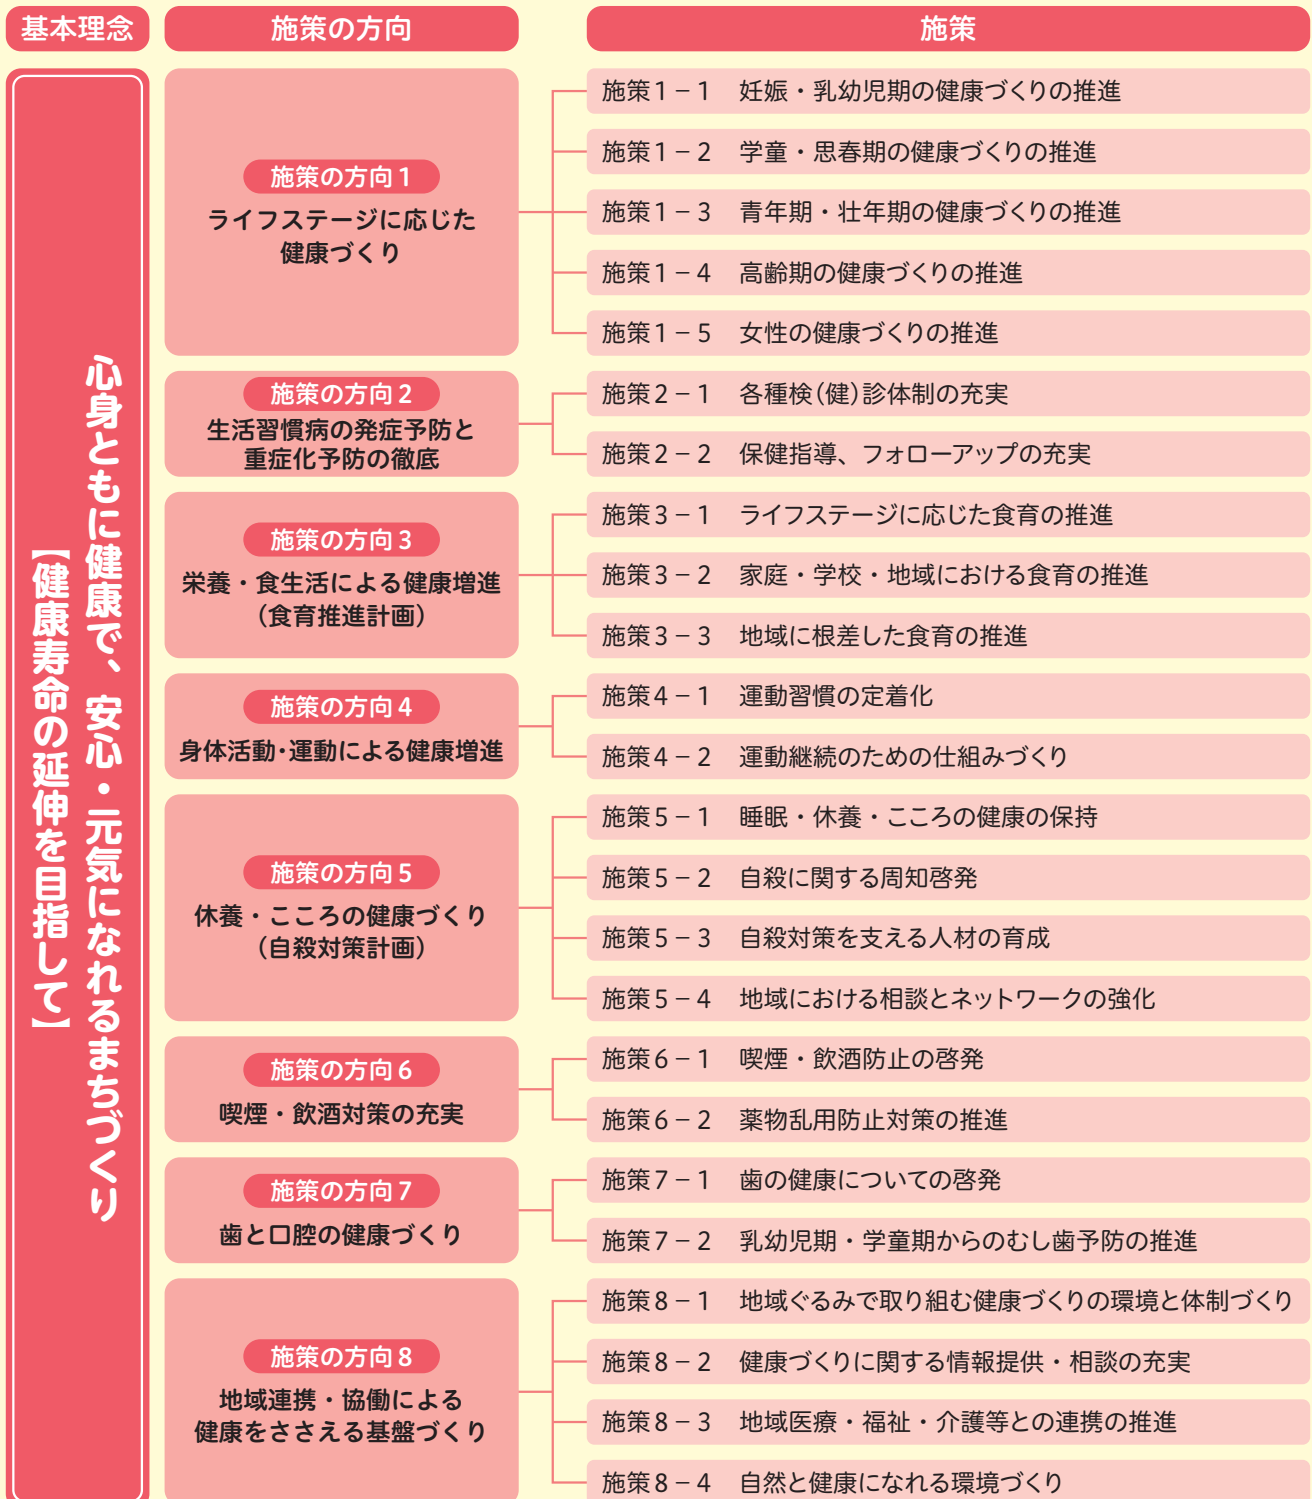 基本理念
施策の方向
施策
心身ともに健康で、安心・元気になれるまちづくり
【健康寿命の延伸を目指して】
施策の方向1
ライフステージに応じた
健康づくり
施策1－1　妊娠・乳幼児期の健康づくりの推進
施策1－2　学童・思春期の健康づくりの推進
施策1－3　青年期・壮年期の健康づくりの推進
施策1－4　高齢期の健康づくりの推進
施策1－5　女性の健康づくりの推進
施策の方向2
生活習慣病の発症予防と
重症化予防の徹底
施策2－1　各種検（健）診体制の充実
施策2－2　保健指導、フォローアップの充実
施策の方向3
栄養・食生活による健康増進
（食育推進計画）
施策3－1　ライフステージに応じた食育の推進
施策3－2　家庭・学校・地域における食育の推進
施策3－3　地域に根差した食育の推進
施策の方向4
身体活動・運動による健康増進
施策4－1　運動習慣の定着化
施策4－2　運動継続のための仕組みづくり
施策の方向5
休養・こころの健康づくり
（自殺対策計画）
施策5－1　睡眠・休養・こころの健康の保持
施策5－2　自殺に関する周知啓発
施策5－3　自殺対策を支える人材の育成
施策5－4　地域における相談とネットワークの強化
施策の方向6
喫煙・飲酒対策の充実
施策6－1　喫煙・飲酒防止の啓発
施策6－2　薬物乱用防止対策の推進
施策の方向7
歯と口腔の健康づくり
施策7－1　歯の健康についての啓発
施策7－2　乳幼児期・学童期からのむし歯予防の推進
施策の方向8
地域連携・協働による
健康をささえる基盤づくり
施策8－1　地域ぐるみで取り組む健康づくりの環境と体制づくり
施策8－2　健康づくりに関する情報提供・相談の充実
施策8－3　地域医療・福祉・介護等との連携の推進
施策8－4　自然と健康になれる環境づくり